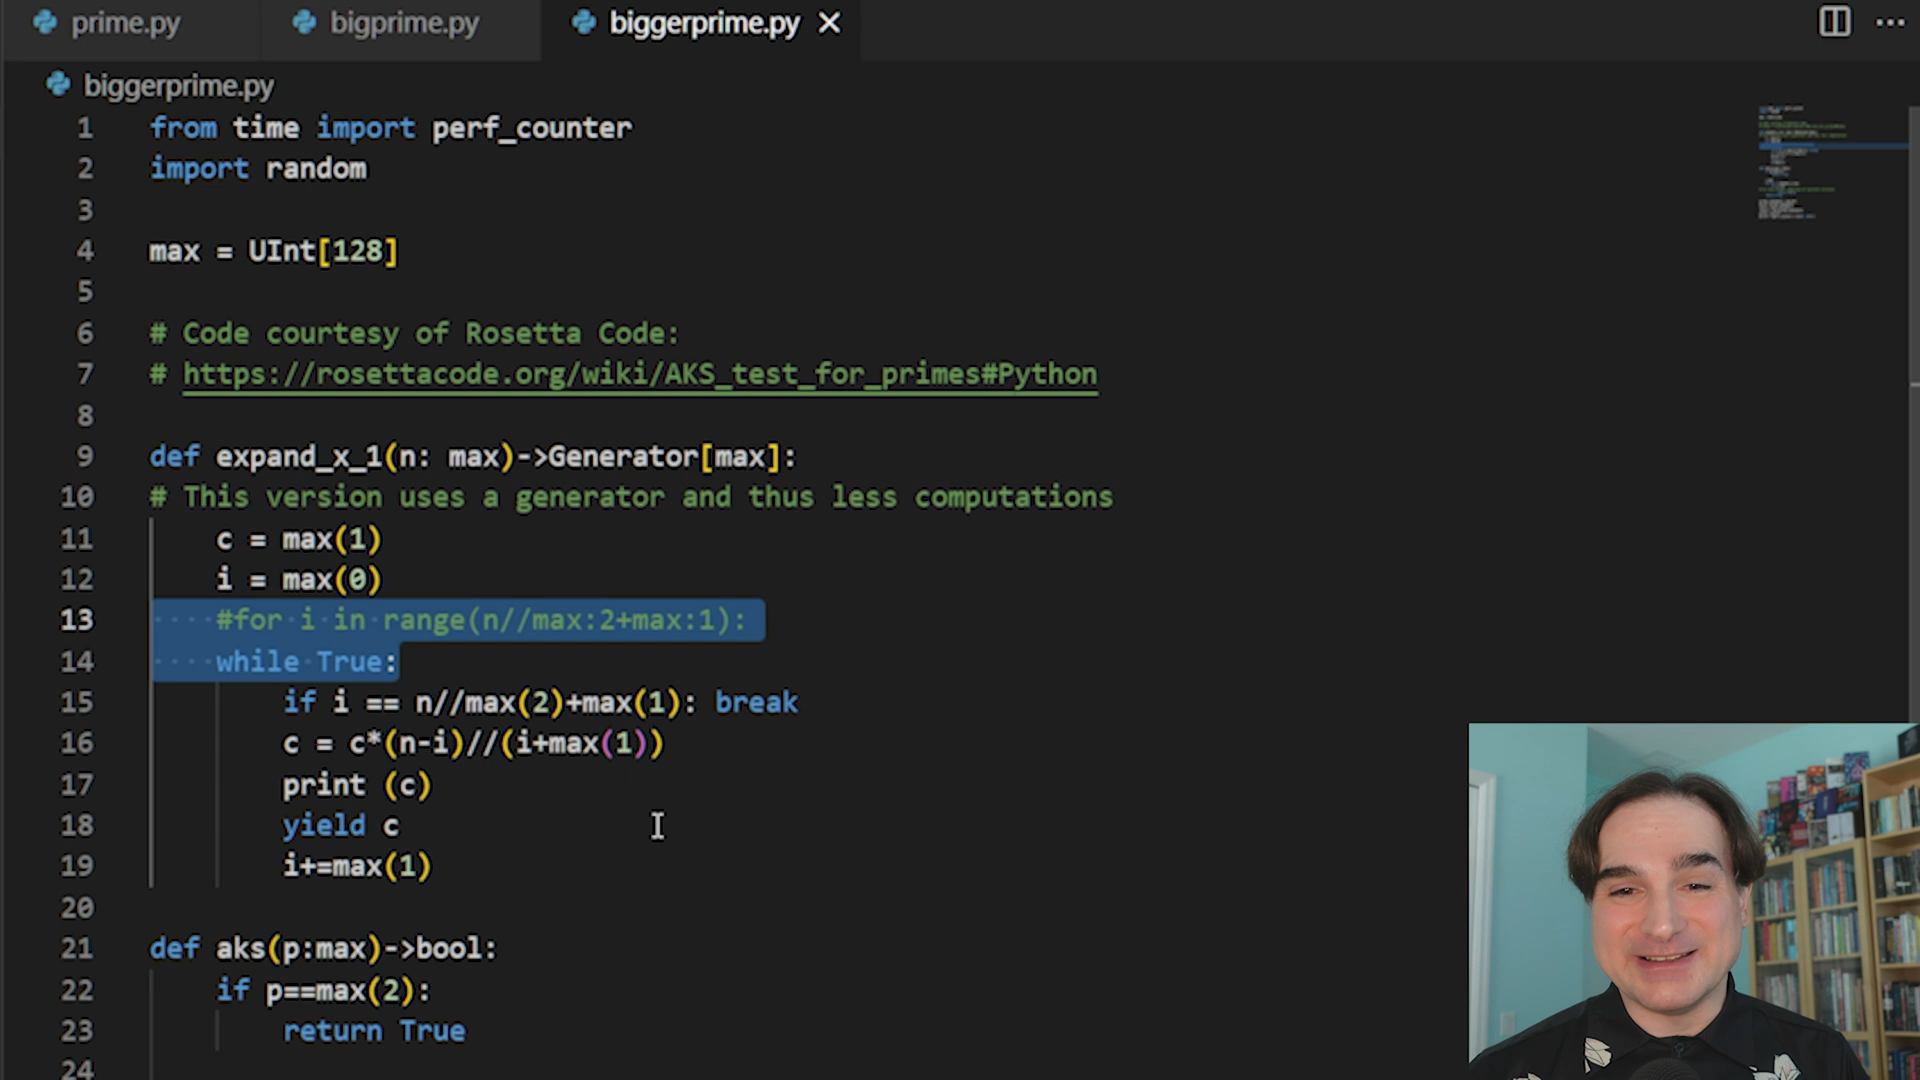 prime.py
bigprime.py
biggerprime.py
biggerprime.py
1 from time import perf_counter
2 import random
3
4 max = UInt[128]
5
6 # Code courtesy of Rosetta Code:
7 # https://rosettacode.org/wiki/AKS_test_for_primes#Python
8
9 def expand_x_1(n: max)->Generator[max]:
10 # This version uses a generator and thus less computations
11 c = max(1)
12 i = max(0)
13 #for i in range(n//max:2+max:1):
14 while True:
15 if i == n//max(2)+max(1): break
16 c = c*(n-i)//(i+max(1))
17 print (c)
18 yield c
19 i+=max(1)
20
21 def aks(p:max)->bool:
22 if p==max(2):
23 return True
24